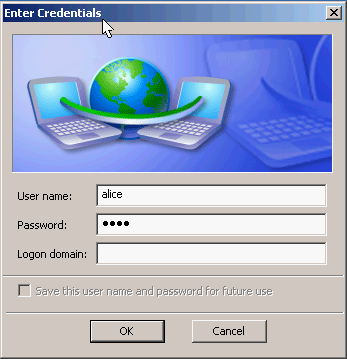 Enter Credentials
User name: alice
Password: ●●●●
Logon domain:
Save this user name and password for future use
OK Cancel